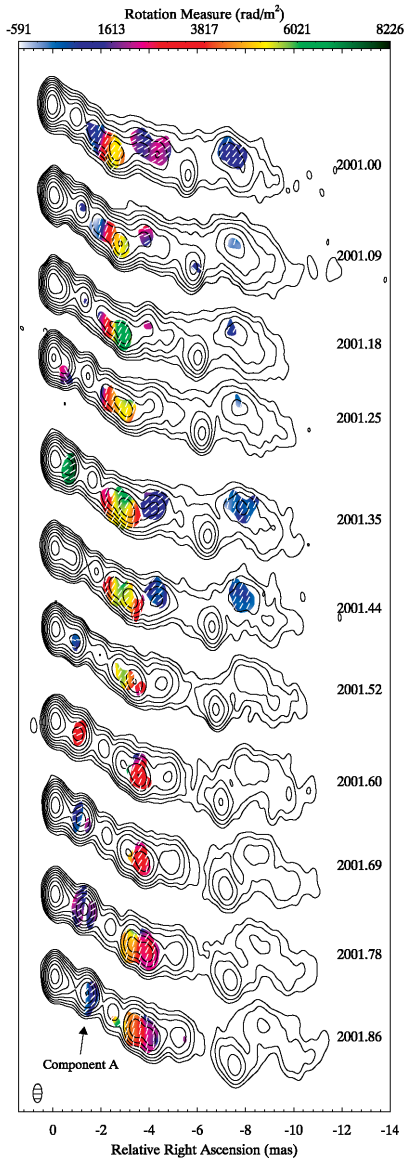 Rotation Measure (rad/m²)
-591 1613 3817 6021 8226
2001.00
2001.09
2001.18
2001.25
2001.35
2001.44
2001.52
2001.60
2001.69
2001.78
2001.86
Component A
0 -2 -4 -6 -8 -10 -12 -14
Relative Right Ascension (mas)